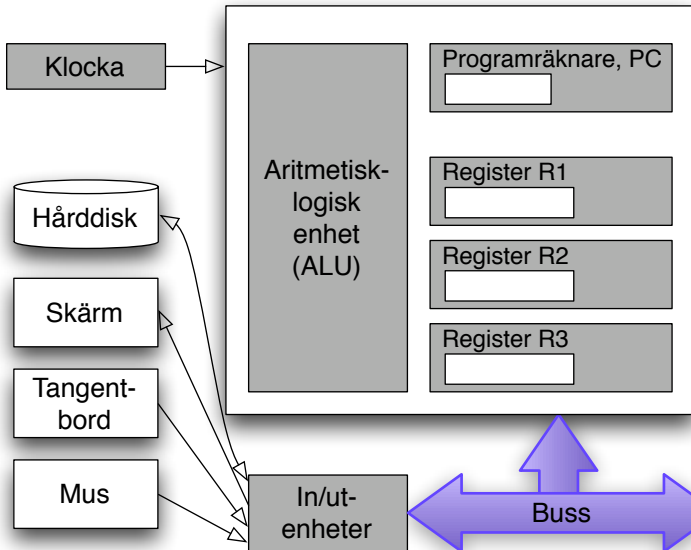 Klocka
Programräknare, PC
Aritmetisk-
logisk
enhet
(ALU)
Register R1
Register R2
Register R3
Hårddisk
Skärm
Tangent-
bord
Mus
In/ut-
enheter
Buss